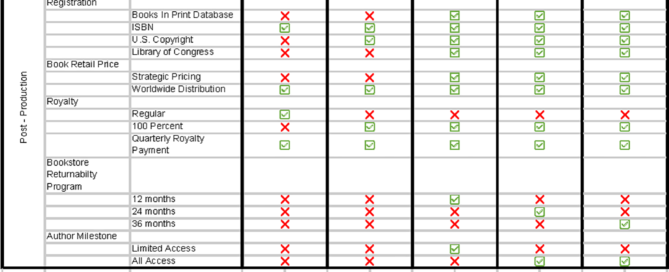 Registration
Books In Print Database
ISBN
U.S. Copyright
Library of Congress
Book Retail Price
Strategic Pricing
Worldwide Distribution
Royalty
Regular
100 Percent
Quarterly Royalty
Payment
Bookstore
Returnabilty
Program
12 months
24 months
36 months
Author Milestone
Limited Access
All Access
Post - Production